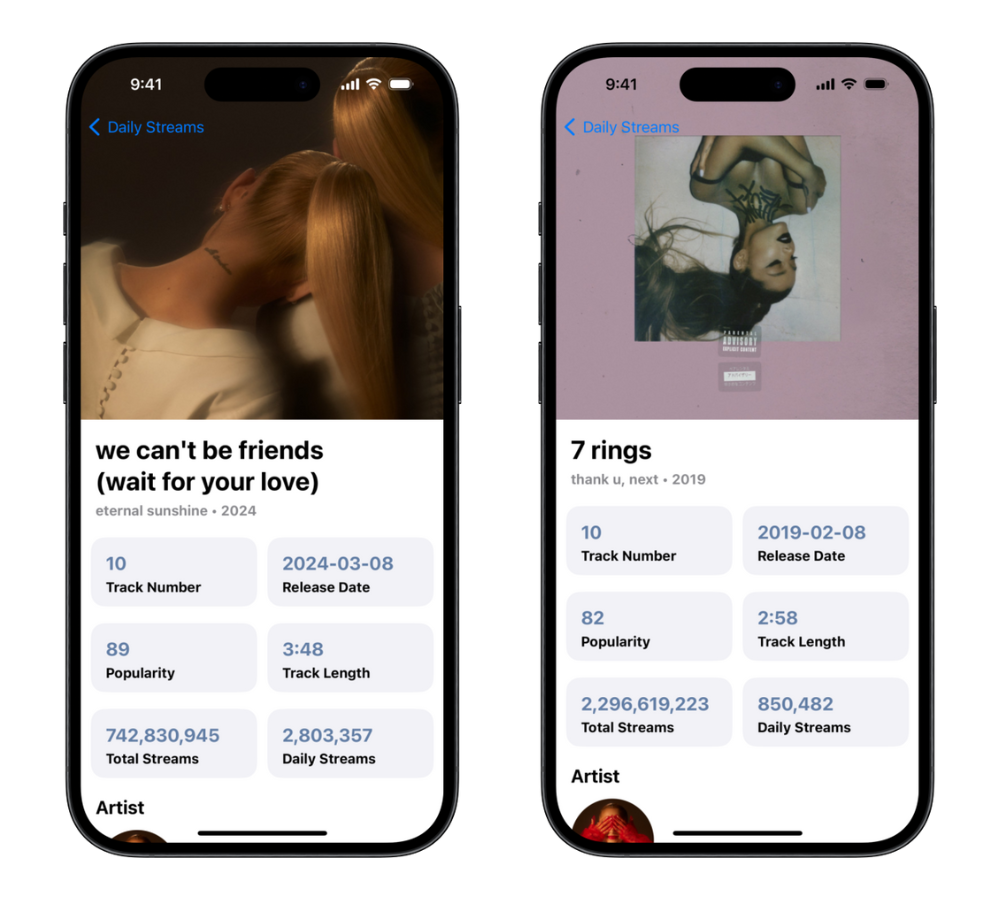 9:41
Daily Streams
we can't be friends
(wait for your love)
eternal sunshine • 2024
10
Track Number
2024-03-08
Release Date
89
Popularity
3:48
Track Length
742,830,945
Total Streams
2,803,357
Daily Streams
Artist
9:41
Daily Streams
PARENTAL
ADVISORY
EXPLICIT CONTENT
7 rings
thank u, next • 2019
10
Track Number
2019-02-08
Release Date
82
Popularity
2:58
Track Length
2,296,619,223
Total Streams
850,482
Daily Streams
Artist